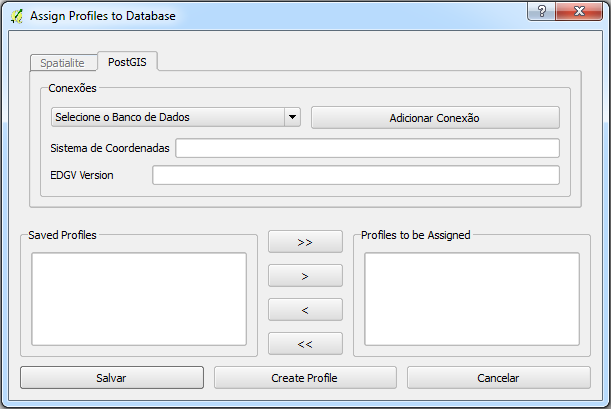 Assign Profiles to Database
?
Spatialite
PostGIS
Conexões
Selecione o Banco de Dados
Adicionar Conexão
Sistema de Coordenadas
EDGV Version
Saved Profiles
>>
Profiles to be Assigned
>
<
<<
Salvar
Create Profile
Cancelar